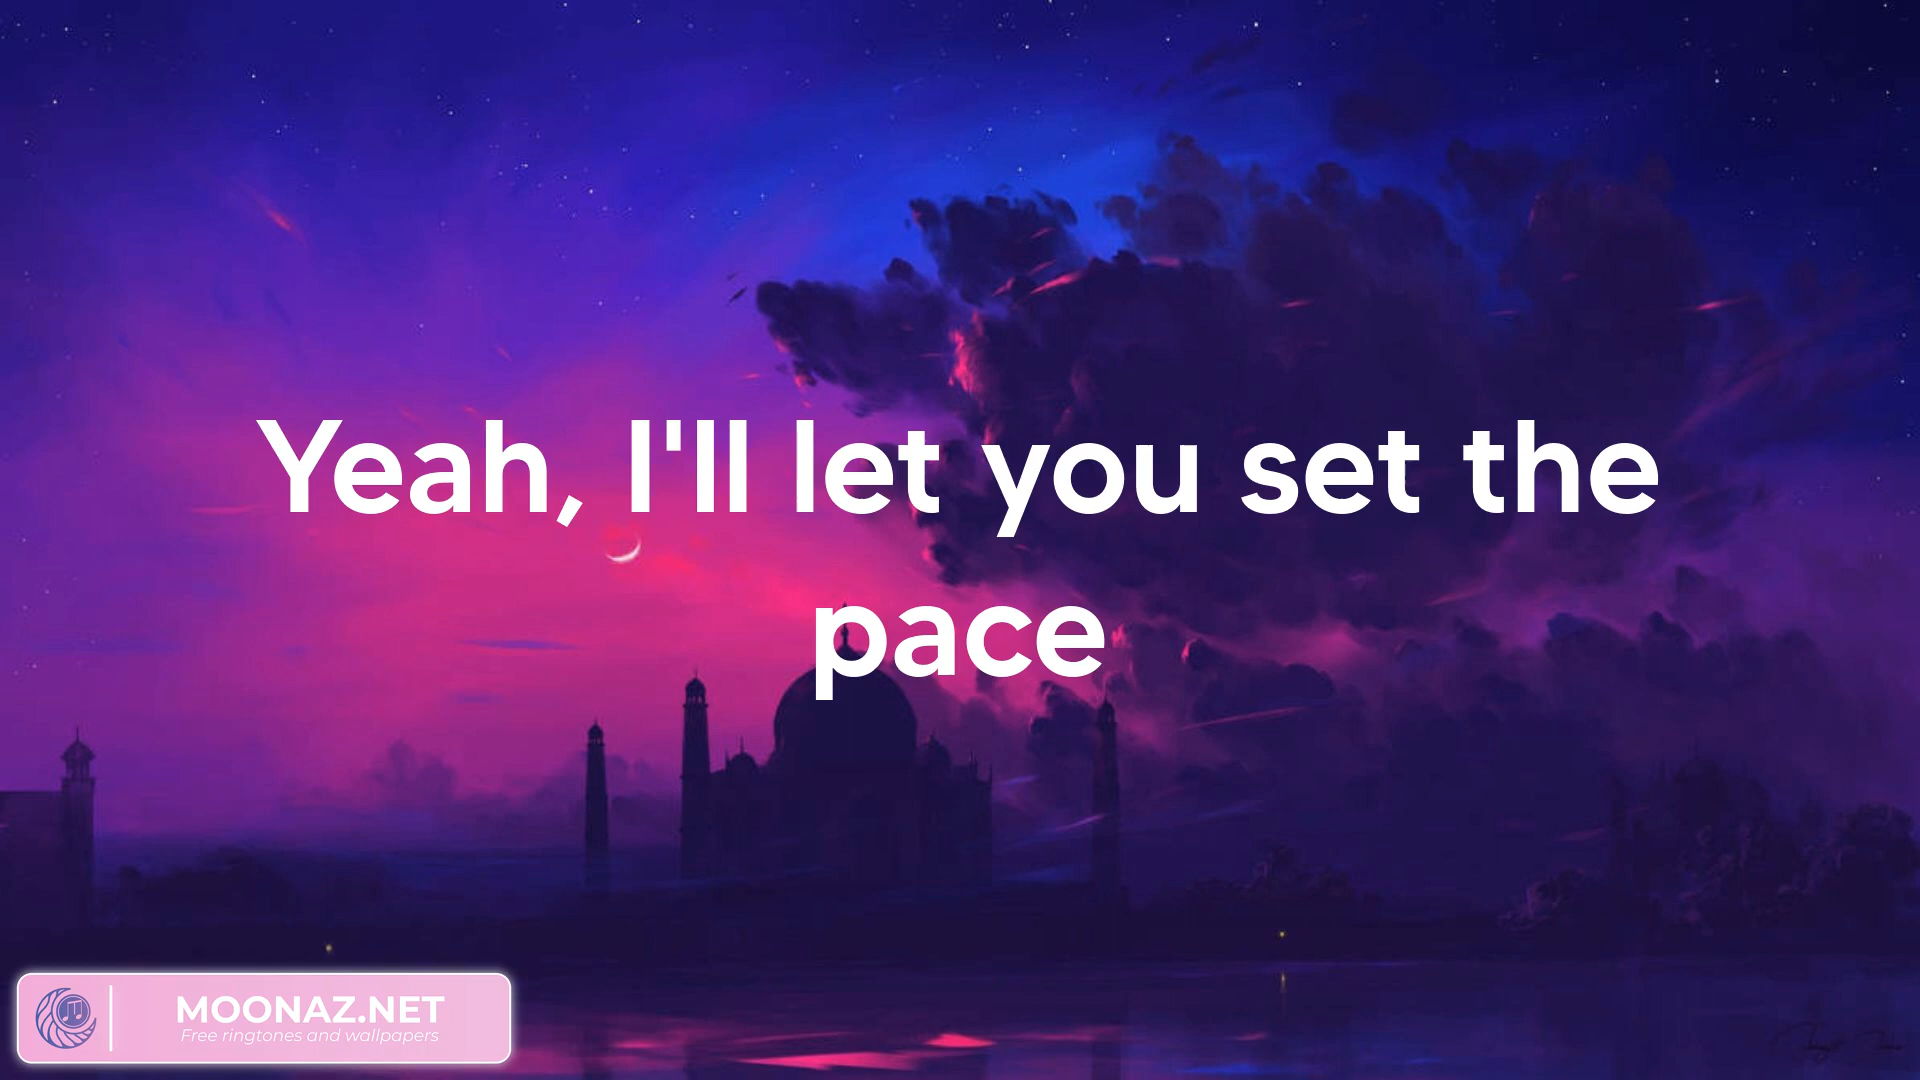 Yeah, I'll let you set the
pace
MOONAZ.NET
Free ringtones and wallpapers